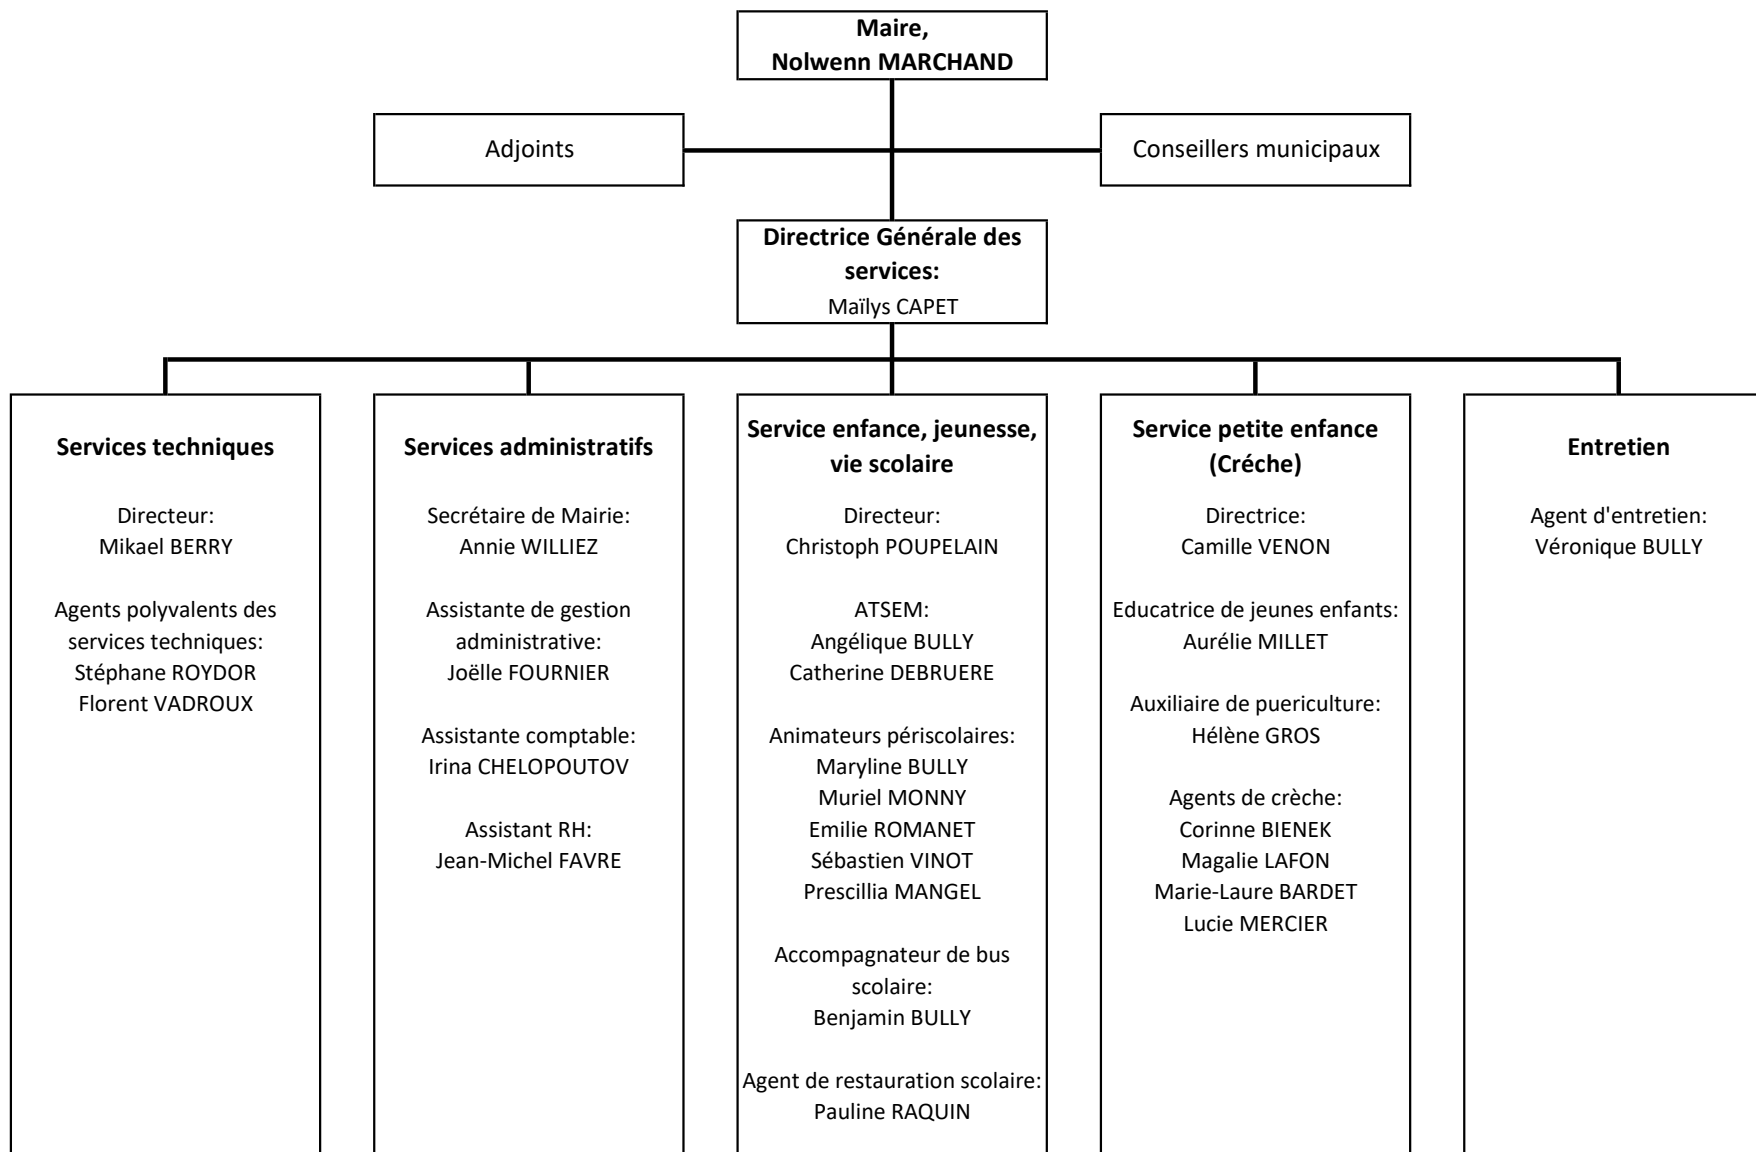 Maire,
Nolwenn MARCHAND
Adjoints
Conseillers municipaux
Directrice Générale des
services:
Maïlys CAPET
Services techniques
Directeur:
Mikael BERRY
Agents polyvalents des
services techniques:
Stéphane ROYDOR
Florent VADROUX
Services administratifs
Secrétaire de Mairie:
Annie WILLIEZ
Assistante de gestion
administrative:
Joëlle FOURNIER
Assistante comptable:
Irina CHELOPOUTOV
Assistant RH:
Jean-Michel FAVRE
Service enfance, jeunesse,
vie scolaire
Directeur:
Christoph POUPELAIN
ATSEM:
Angélique BULLY
Catherine DEBRUERE
Animateurs périscolaires:
Maryline BULLY
Muriel MONNY
Emilie ROMANET
Sébastien VINOT
Prescillia MANGEL
Accompagnateur de bus
scolaire:
Benjamin BULLY
Agent de restauration scolaire:
Pauline RAQUIN
Service petite enfance
(Créche)
Directrice:
Camille VENON
Educatrice de jeunes enfants:
Aurélie MILLET
Auxiliaire de puericulture:
Hélène GROS
Agents de crèche:
Corinne BIENEK
Magalie LAFON
Marie-Laure BARDET
Lucie MERCIER
Entretien
Agent d'entretien:
Véronique BULLY